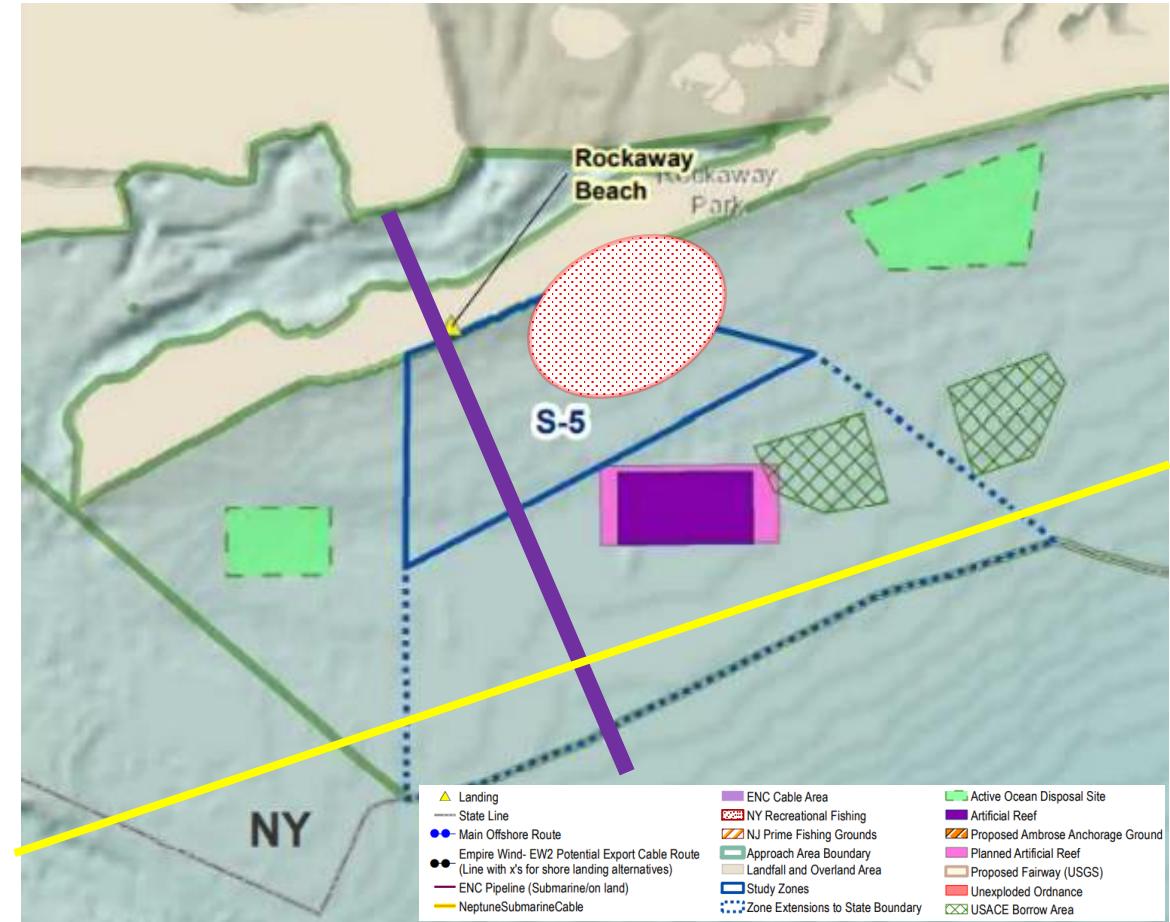 Rockaway
Beach
Rockaway
Park
S-5
NY
Landing
State Line
Main Offshore Route
Empire Wind- EW2 Potential Export Cable Route
(Line with x's for shore landing alternatives)
ENC Pipeline (Submarine/on land)
NeptuneSubmarineCable
ENC Cable Area
NY Recreational Fishing
NJ Prime Fishing Grounds
Approach Area Boundary
Landfall and Overland Area
Study Zones
Zone Extensions to State Boundary
Active Ocean Disposal Site
Artificial Reef
Proposed Ambrose Anchorage Ground
Planned Artificial Reef
Proposed Fairway (USGS)
Unexploded Ordnance
USACE Borrow Area